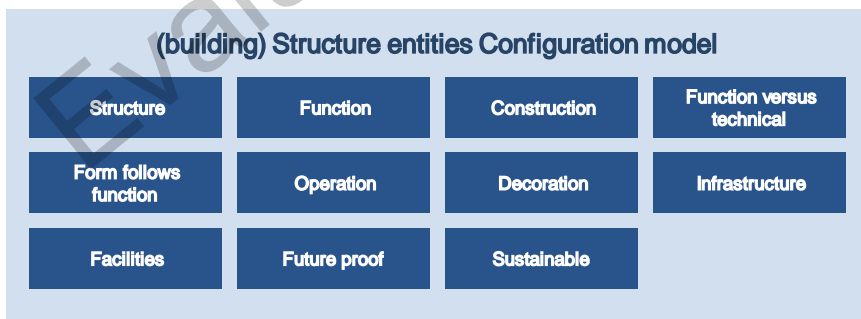 (building) Structure entities Configuration model
Structure
Function
Construction
Function versus
technical
Form follows
function
Operation
Decoration
Infrastructure
Facilities
Future proof
Sustainable